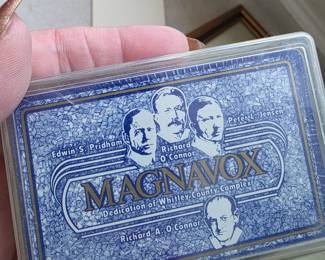 Edwin S. Pridham
Richard
O'Connor
Peter L. Jensen
MAGNAVOX
Dedication of Whitley County Complex
Richard A. O'Connor